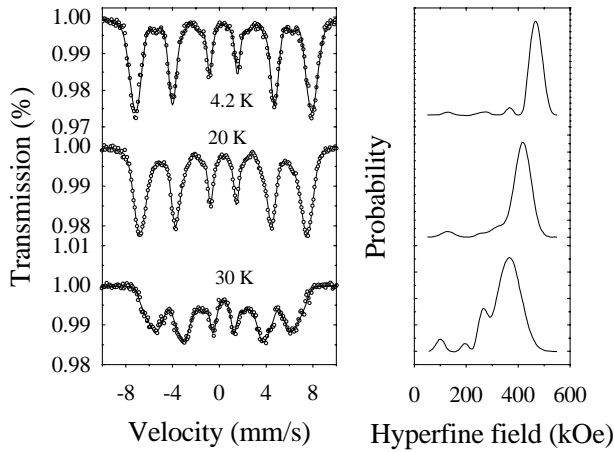 1.00
0.99
0.98
0.97
4.2 K
20 K
1.00
0.99
0.98
1.01
30 K
1.00
0.99
0.98
-8 -4 0 4 8
Velocity (mm/s)
Transmission (%)
Probability
0 200 400 600
Hyperfine field (kOe)